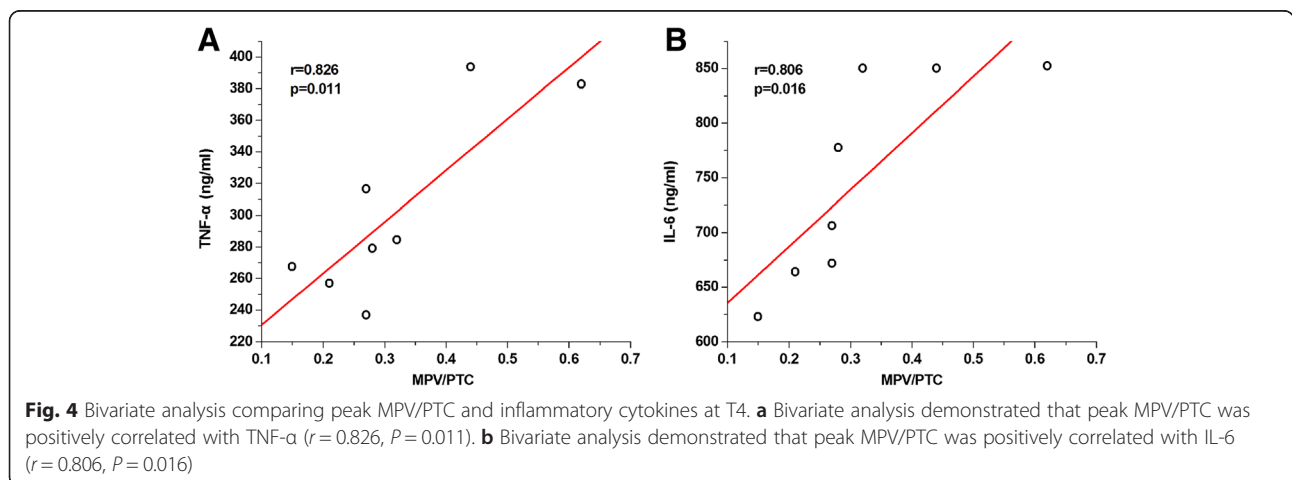 A
r=0.826
p=0.011
400
380
360
340
320
300
280
260
240
220
TNF-α (ng/ml)
0.1 0.2 0.3 0.4 0.5 0.6 0.7
MPV/PTC
B
r=0.806
p=0.016
850
800
750
700
650
600
IL-6 (ng/ml)
0.1 0.2 0.3 0.4 0.5 0.6 0.7
MPV/PTC
Fig. 4 Bivariate analysis comparing peak MPV/PTC and inflammatory cytokines at T4. a Bivariate analysis demonstrated that peak MPV/PTC was
positively correlated with TNF-α (r = 0.826, P = 0.011). b Bivariate analysis demonstrated that peak MPV/PTC was positively correlated with IL-6
(r = 0.806, P = 0.016)